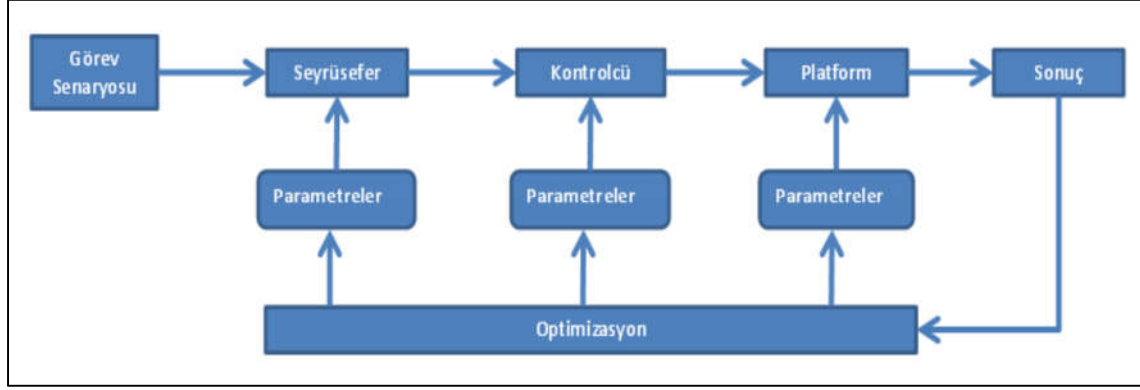 Görev
Senaryosu
Seyrüsefer
Kontrolcü
Platform
Sonuç
Parametreler
Parametreler
Parametreler
Optimizasyon